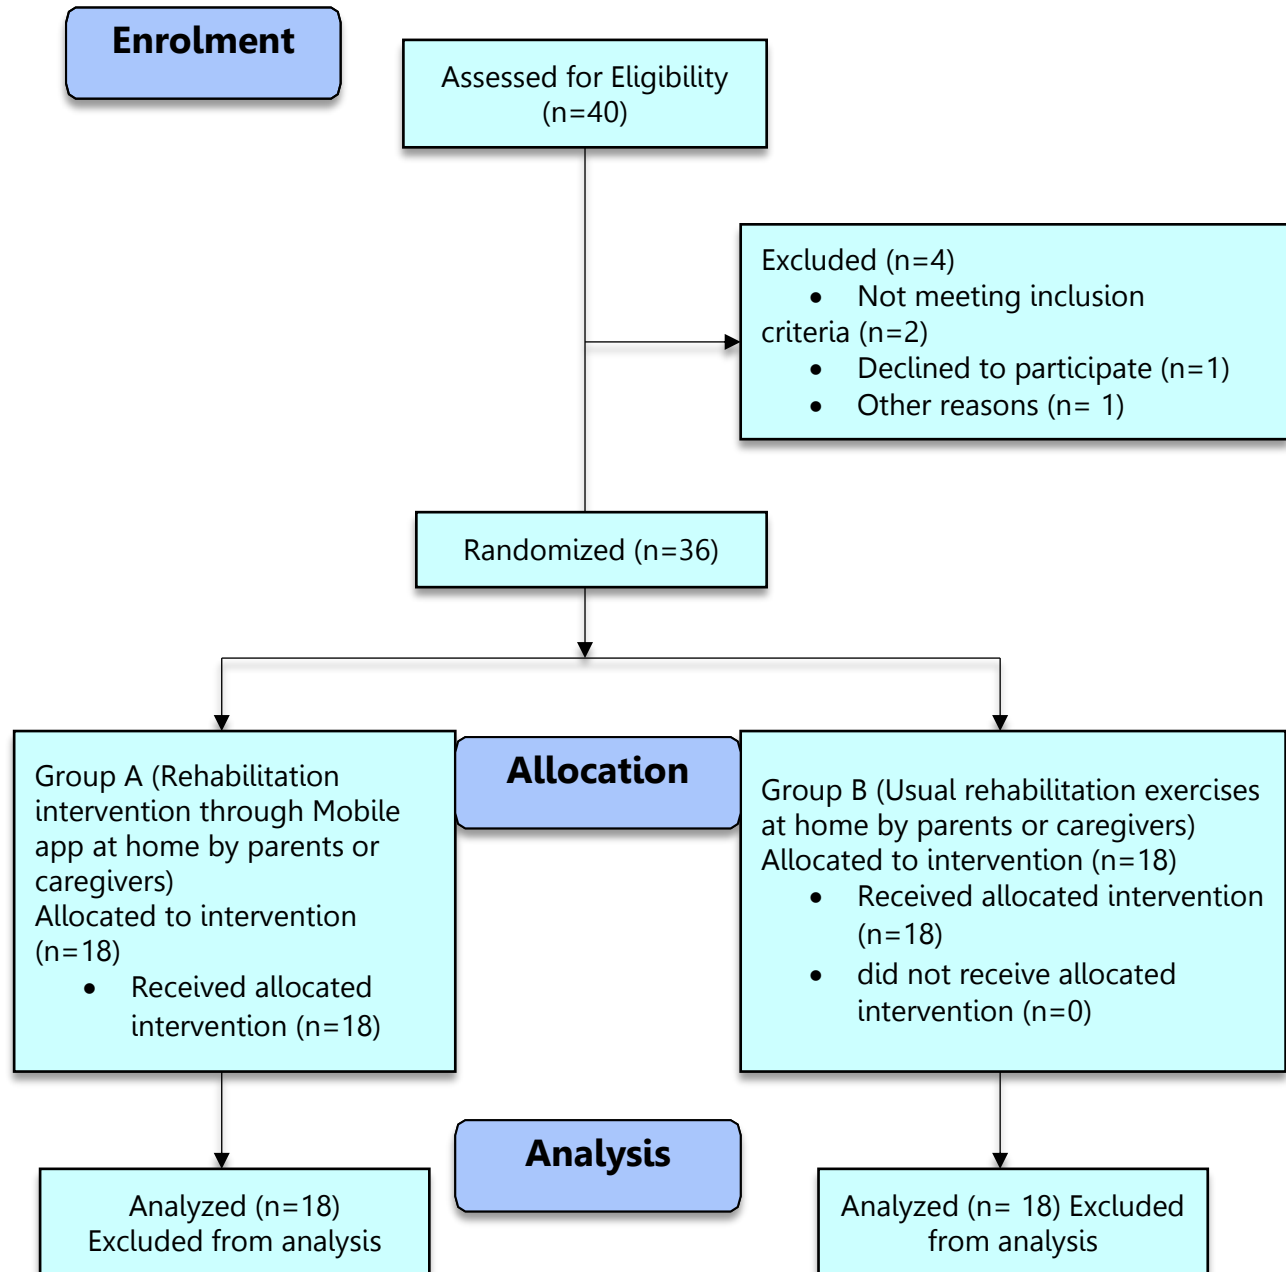 Enrolment
Assessed for Eligibility
(n=40)
Excluded (n=4)
• Not meeting inclusion
criteria (n=2)
• Declined to participate (n=1)
• Other reasons (n= 1)
Randomized (n=36)
Group A (Rehabilitation
intervention through Mobile
app at home by parents or
caregivers)
Allocated to intervention
(n=18)
• Received allocated
intervention (n=18)
Allocation
Group B (Usual rehabilitation exercises
at home by parents or caregivers)
Allocated to intervention (n=18)
• Received allocated intervention
(n=18)
• did not receive allocated
intervention (n=0)
Analysis
Analyzed (n=18)
Excluded from analysis
Analyzed (n= 18) Excluded
from analysis